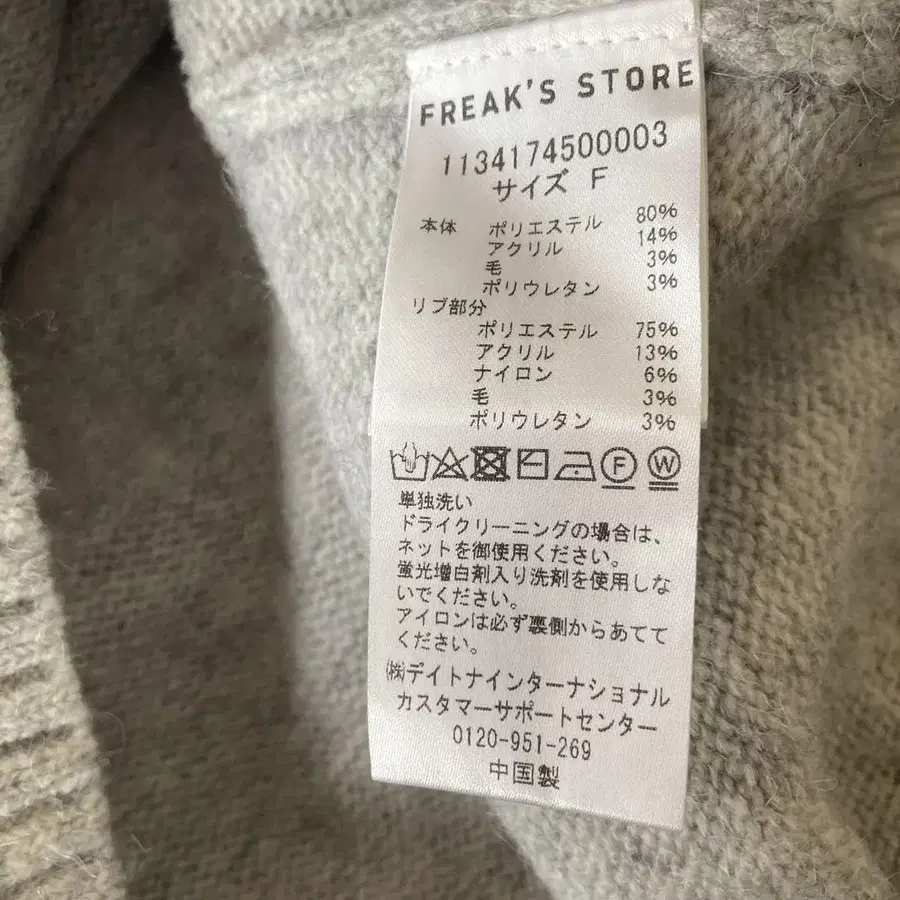 FREAK'S STORE
1134174500003
サイズ F
本体 ポリエステル 80%
アクリル 14%
毛 3%
ポリウレタン 3%
リブ部分
ポリエステル 75%
アクリル 13%
ナイロン 6%
毛 3%
ポリウレタン 3%
F W
単独洗い
ドライクリーニングの場合は、
ネットを御使用ください。
蛍光増白剤入り洗剤を使用しな
いでください。
アイロンは必ず裏側からあてて
ください。
(株)デイトナインターナショナル
カスタマーサポートセンター
0120-951-269
中国製